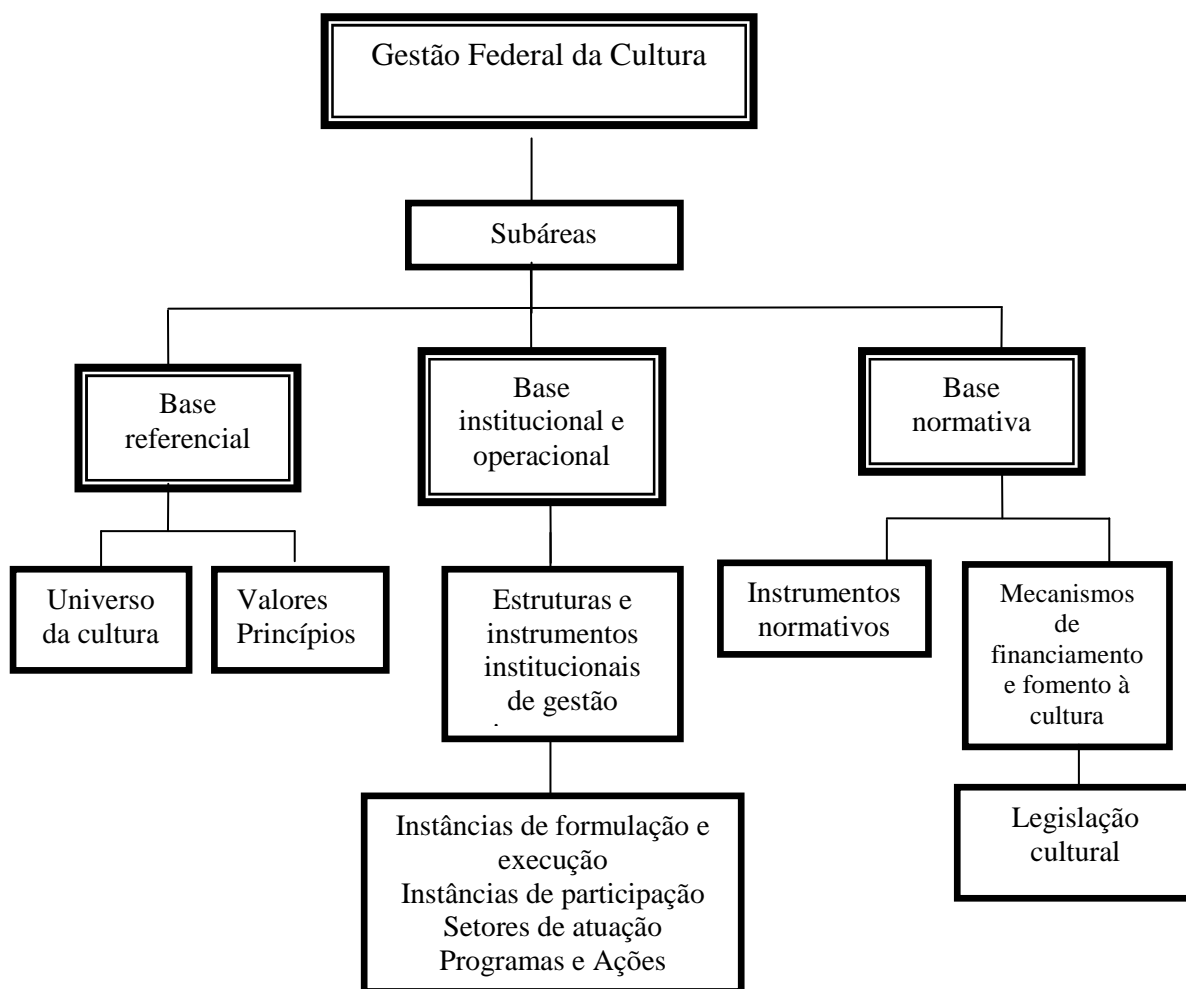 Gestão Federal da Cultura
Subáreas
Base
referencial
Base
institucional e
operacional
Base
normativa
Universo
da cultura
Valores
Princípios
Estruturas e
instrumentos
institucionais
de gestão
Instrumentos
normativos
Mecanismos
de
financiamento
e fomento à
cultura
Instâncias de formulação e
execução
Instâncias de participação
Setores de atuação
Programas e Ações
Legislação
cultural